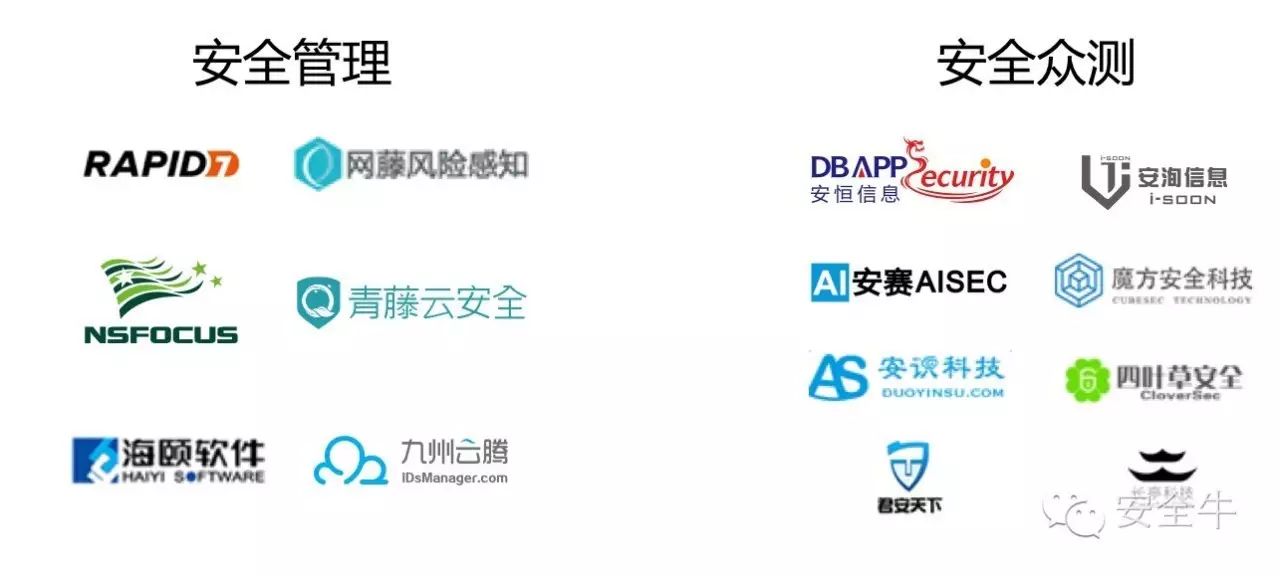 安全管理
安全众测
RAPID7
网藤风险感知
DBAPPSecurity
安恒信息
i-SOON
安洵信息
i-SOON
NSFOCUS
青藤云安全
AI安赛AISEC
魔方安全科技
CUBESEC TECHNOLOGY
AS 安识科技
DUOYINSU.COM
四叶草安全
CloverSec
海颐软件
HAIYI SOFTWARE
九州云腾
IDsManager.com
君安天下
长亭科技
安全牛